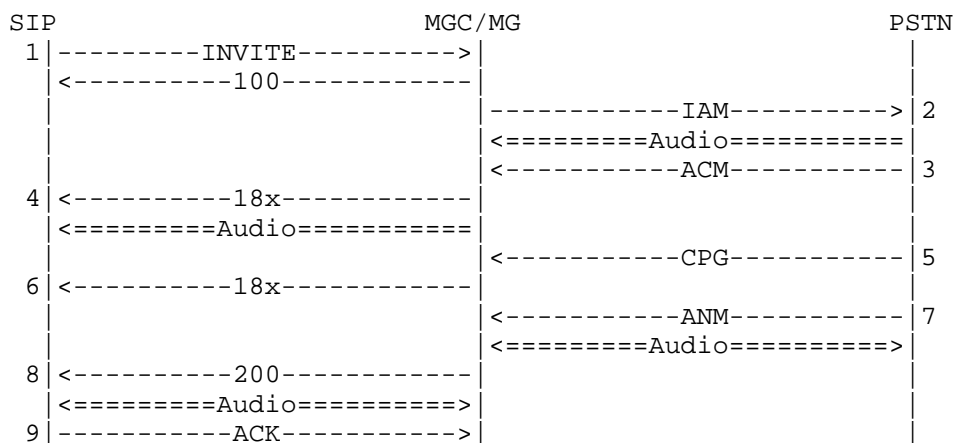 SIP MGC/MG PSTN
1|---------INVITE---------->| |
|<----------100------------| |
| |------------IAM---------->|2
| |<=========Audio===========|
| |<-----------ACM-----------|3
4|<----------18x------------| |
|<=========Audio===========| |
| |<-----------CPG-----------|5
6|<----------18x------------| |
| |<-----------ANM-----------|7
| |<=========Audio==========>|
8|<----------200------------| |
|<=========Audio==========>| |
9|-----------ACK----------->| |